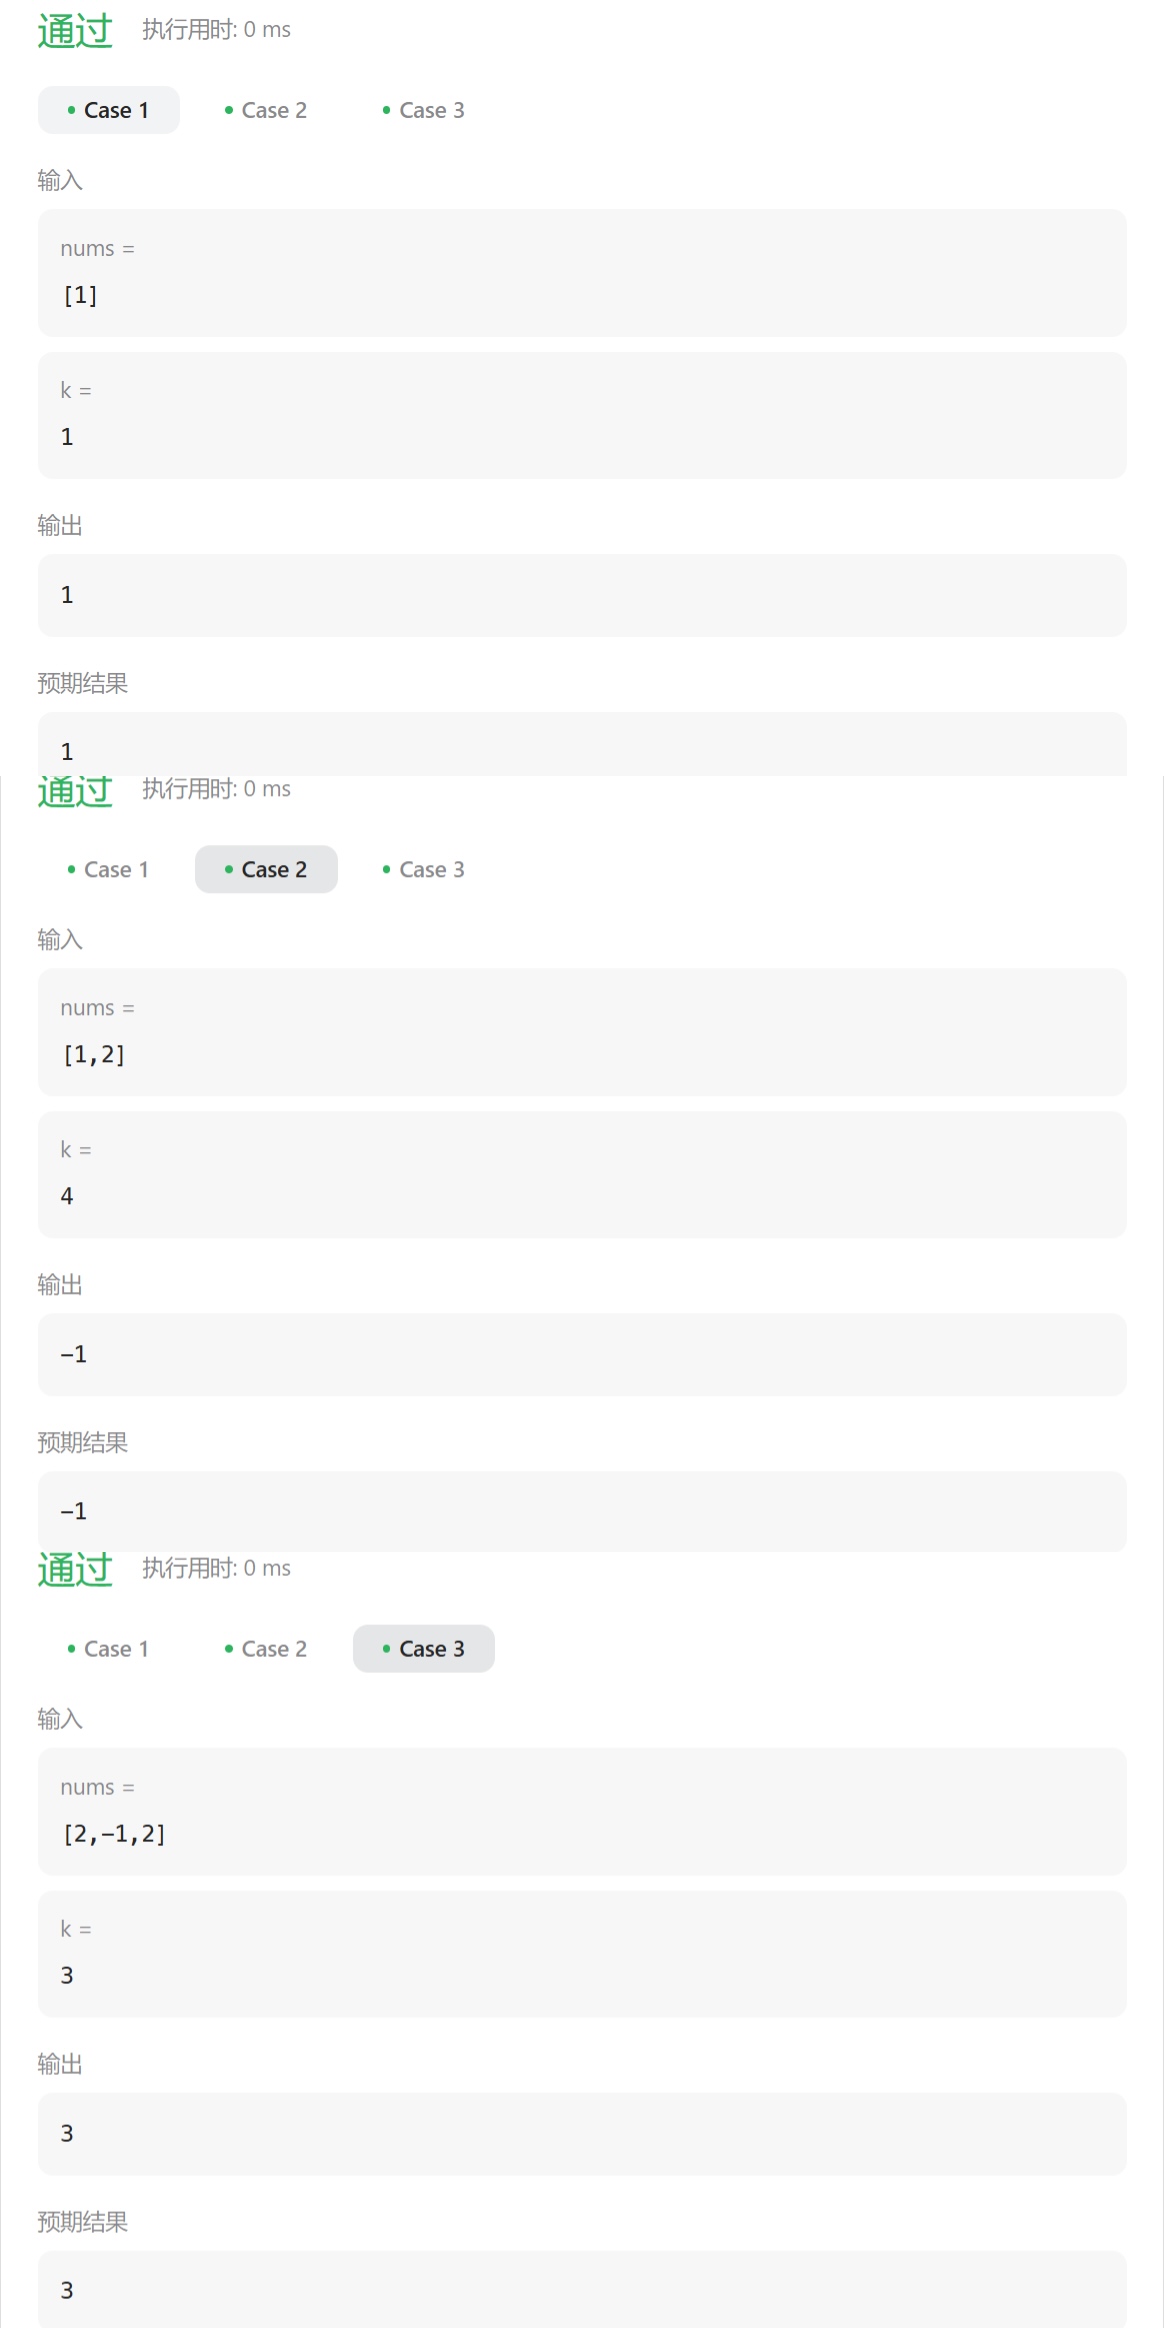 通过 执行用时: 0 ms
Case 1 Case 2 Case 3
输入
nums =
[1]
k =
1
输出
1
预期结果
1
通过 执行用时: 0 ms
Case 1 Case 2 Case 3
输入
nums =
[1,2]
k =
4
输出
-1
预期结果
-1
通过 执行用时: 0 ms
Case 1 Case 2 Case 3
输入
nums =
[2,-1,2]
k =
3
输出
3
预期结果
3